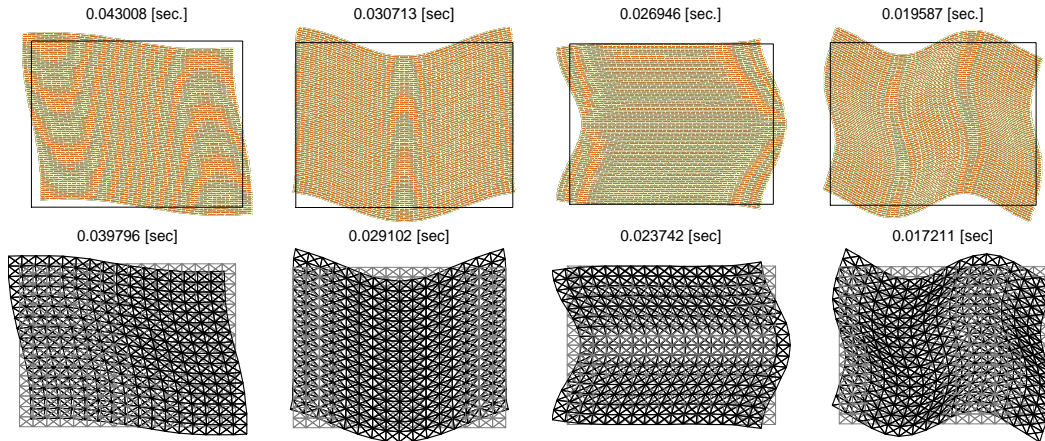 0.043008 [sec.]
0.030713 [sec]
0.026946 [sec.]
0.019587 [sec.]
0.039796 [sec]
0.029102 [sec]
0.023742 [sec]
0.017211 [sec]